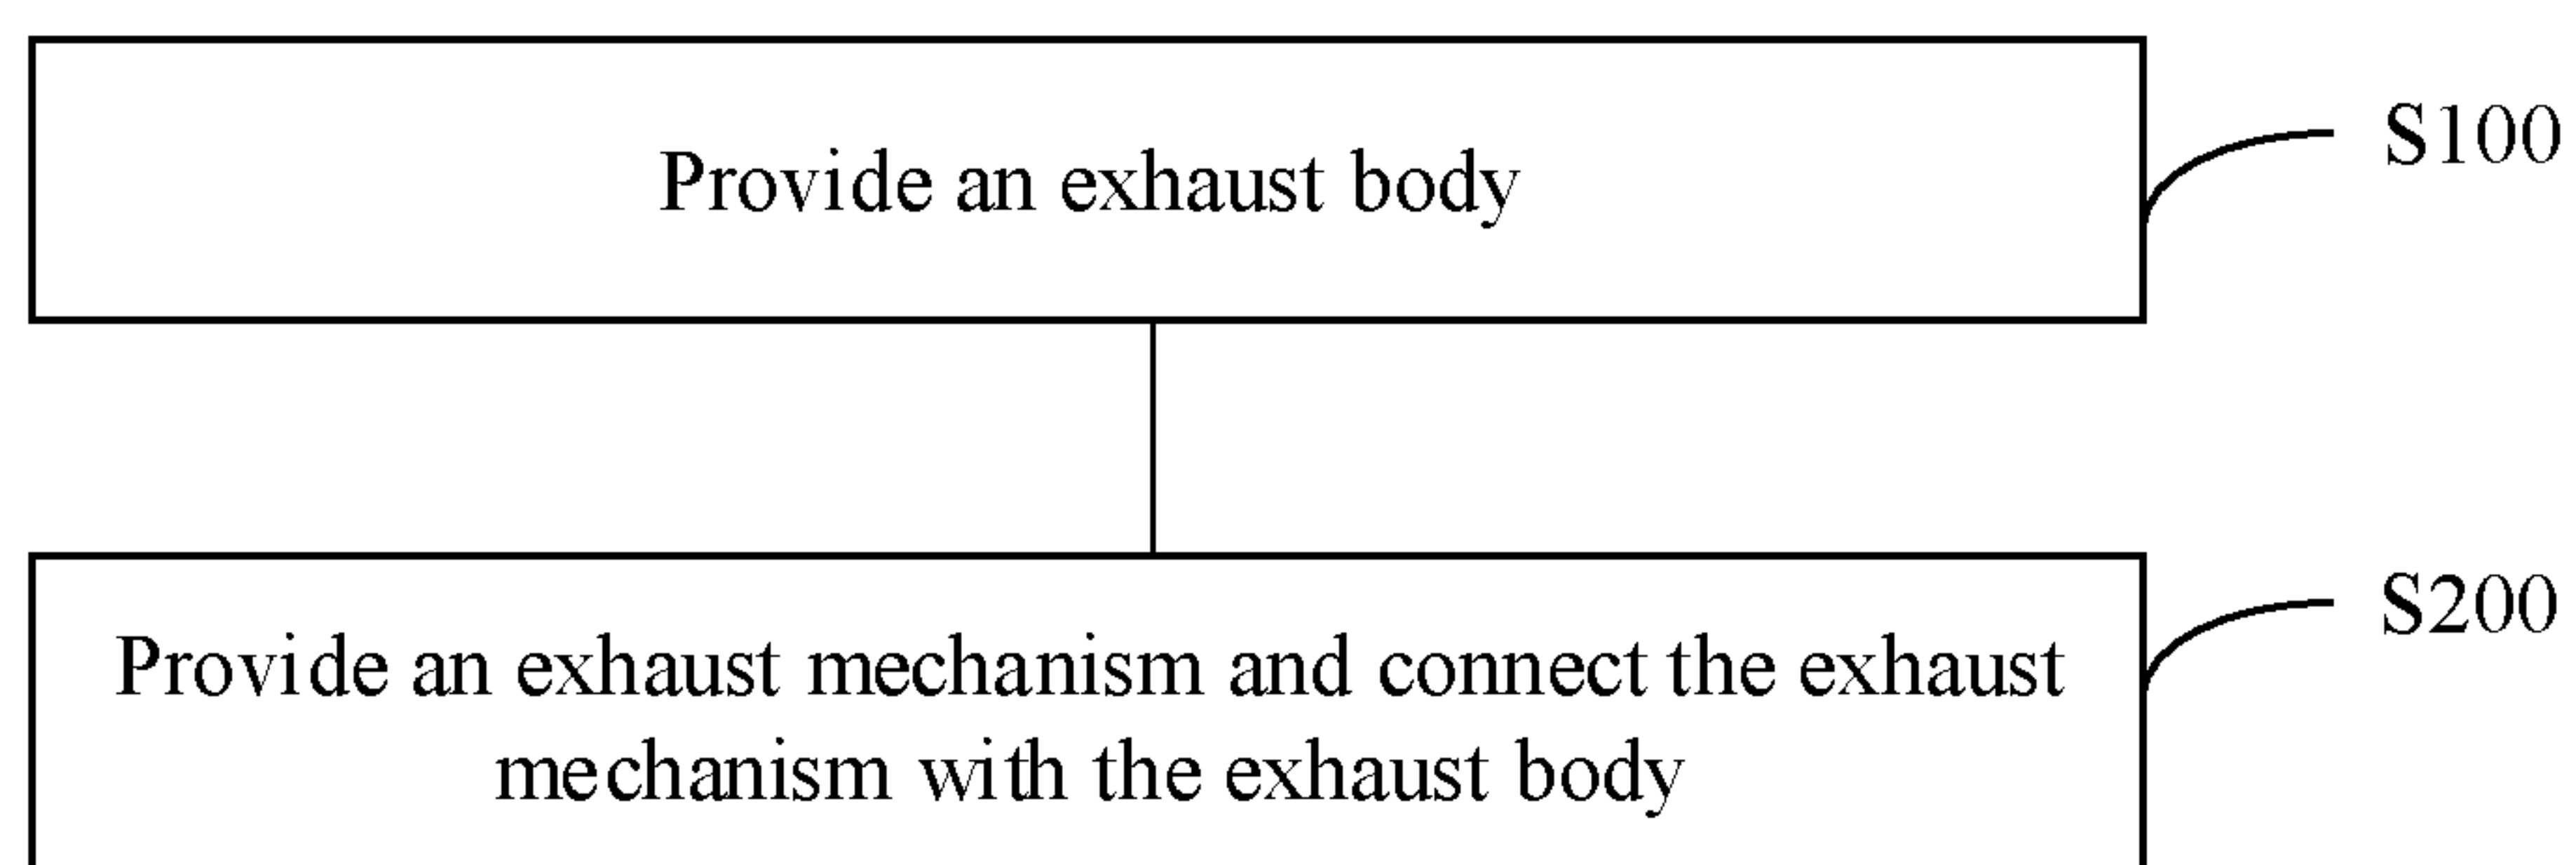 Provide an exhaust body
S100
Provide an exhaust mechanism and connect the exhaust
mechanism with the exhaust body
S200